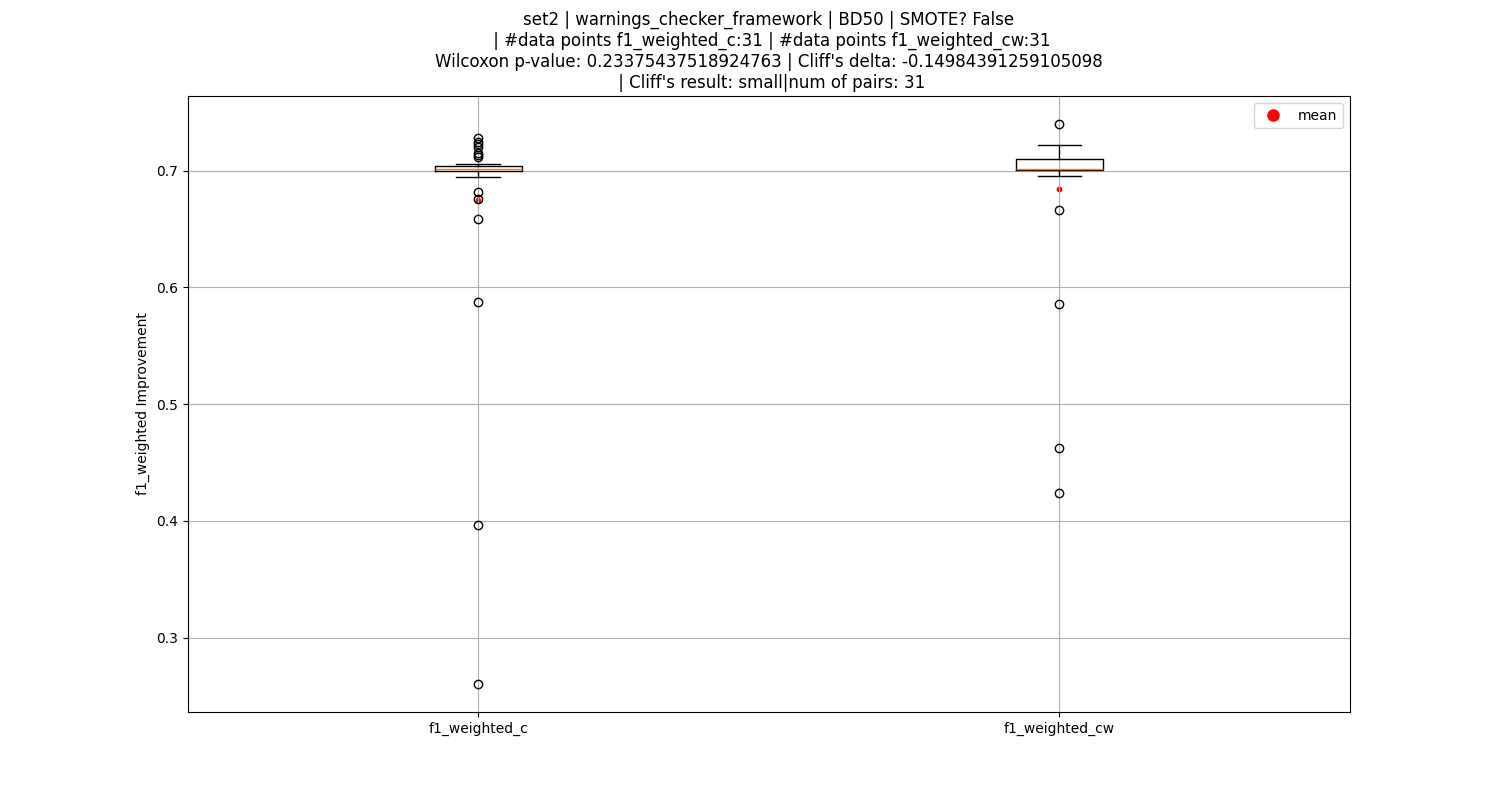 set2 | warnings_checker_framework | BD50 | SMOTE? False
| #data points f1_weighted_c:31 | #data points f1_weighted_cw:31
Wilcoxon p-value: 0.23375437518924763 | Cliff's delta: -0.14984391259105098
| Cliff's result: small|num of pairs: 31
mean
0.7
0.6
0.5
0.4
0.3
f1_weighted Improvement
f1_weighted_c
f1_weighted_cw